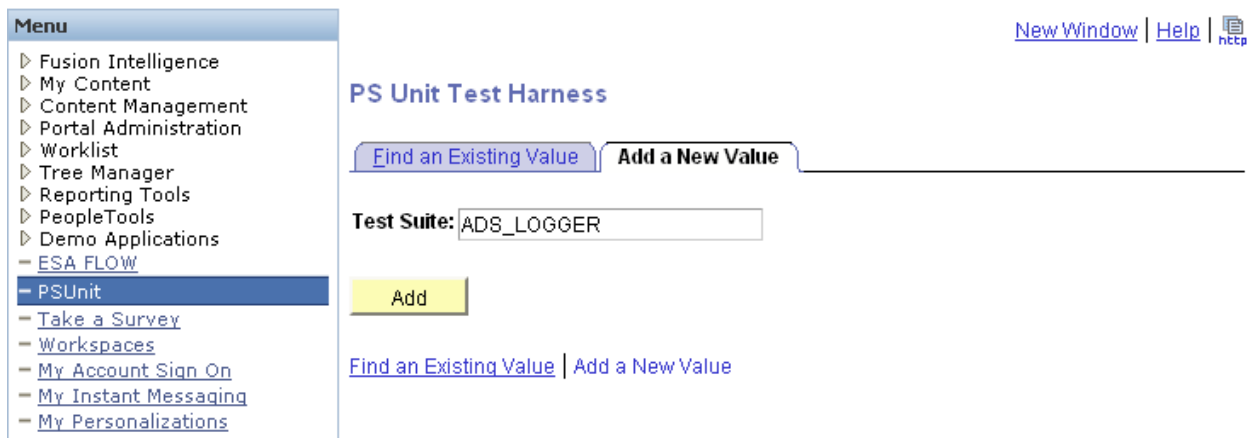 Menu
Fusion Intelligence
My Content
Content Management
Portal Administration
Worklist
Tree Manager
Reporting Tools
PeopleTools
Demo Applications
ESA FLOW
PSUnit
Take a Survey
Workspaces
My Account Sign On
My Instant Messaging
My Personalizations
New Window | Help | http
PS Unit Test Harness
Find an Existing Value Add a New Value
Test Suite: ADS_LOGGER
Add
Find an Existing Value | Add a New Value